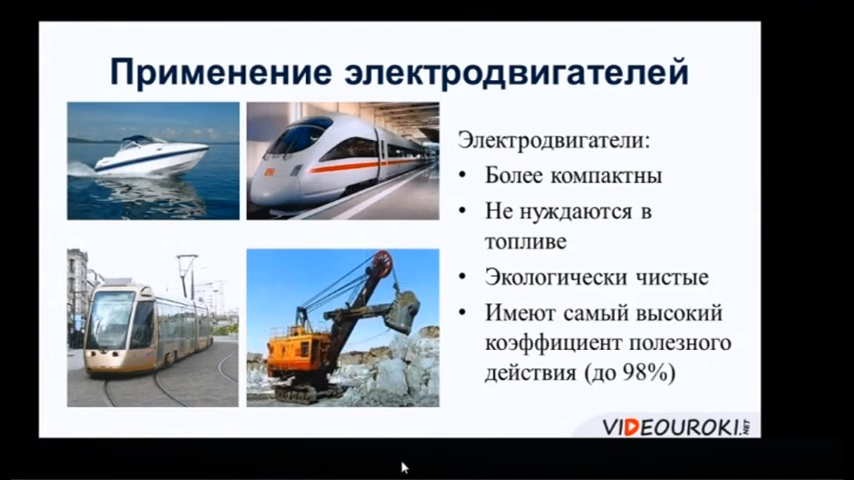 Применение электродвигателей
Электродвигатели:
• Более компактны
• Не нуждаются в
топливе
• Экологически чистые
• Имеют самый высокий
коэффициент полезного
действия (до 98%)
VIDEOUROKI.NET